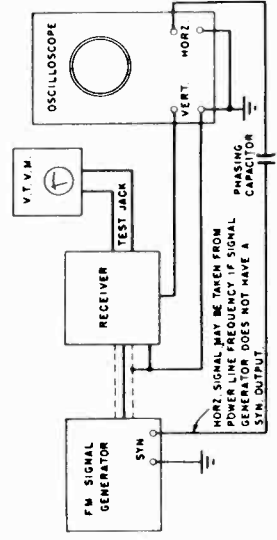 OSCILLOSCOPE
VERT.
HORZ
V.T.V.M.
TEST JACK
RECEIVER
FM SIGNAL
GENERATOR
SYN
PHASING
CAPACITOR
HORZ. SIGNAL MAY BE TAKEN FROM
POWER LINE FREQUENCY IF SIGNAL
GENERATOR DOES NOT HAVE A
SYN. OUTPUT